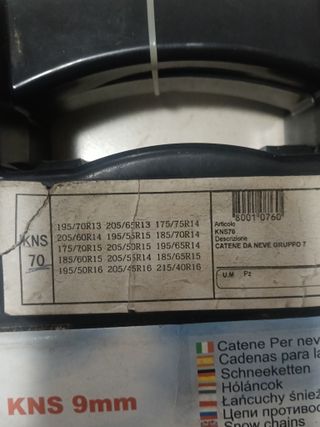 KNS
70
195/70R13 205/65R13 175/75R14
205/60R14 195/55R15 185/70R14
175/70R15 205/50R15 195/65R14
185/60R15 205/55R14 185/65R15
195/50R16 205/45R16 215/40R16
8001 0760
Articolo
KNS70
Descrizione
CATENE DA NEVE GRUPPO 7
U.M Pz
KNS 9mm
Catene Per nev
Cadenas para la
Schneeketten
Hóláncok
Łańcuchy śnież
Цепи противос
Snow chains